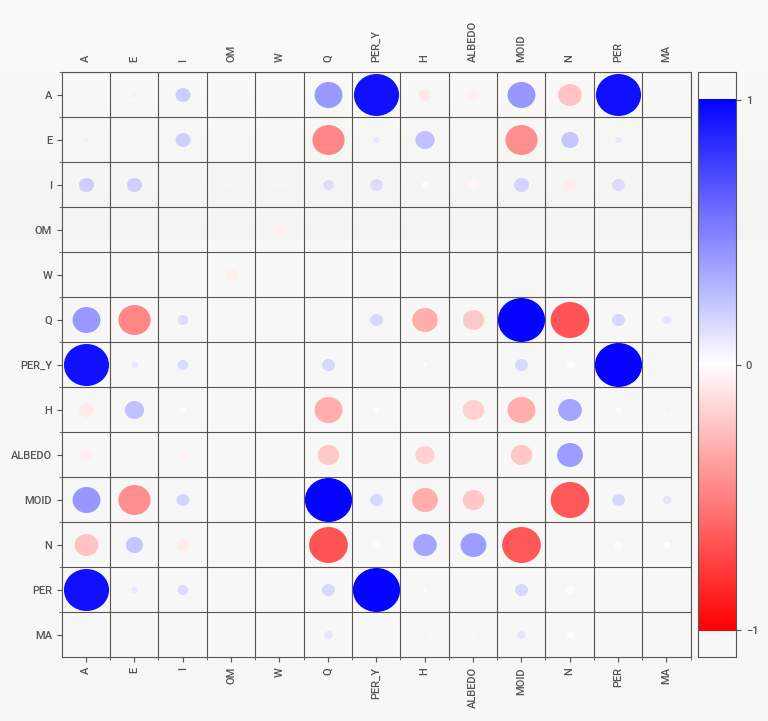 A E I OM W Q PER_Y H ALBEDO MOID N PER MA
1
A
E
I
OM
W
Q
PER_Y
0
H
ALBEDO
MOID
N
PER
MA
−1
A E I OM W Q PER_Y H ALBEDO MOID N PER MA